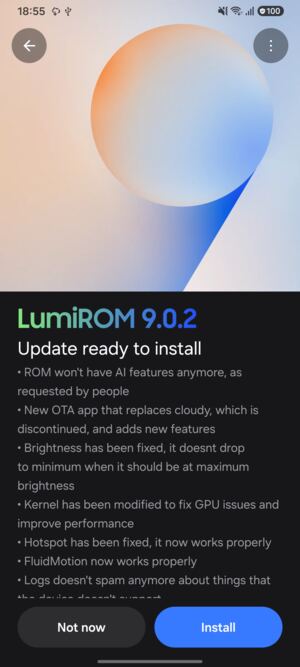 18:55
100
LumiROM 9.0.2
Update ready to install
• ROM won't have AI features anymore, as
requested by people
• New OTA app that replaces cloudy, which is
discontinued, and adds new features
• Brightness has been fixed, it doesnt drop
to minimum when it should be at maximum
brightness
• Kernel has been modified to fix GPU issues and
improve performance
• Hotspot has been fixed, it now works properly
• FluidMotion now works properly
• Logs doesn't spam anymore about things that
the device doesn't support
Not now
Install